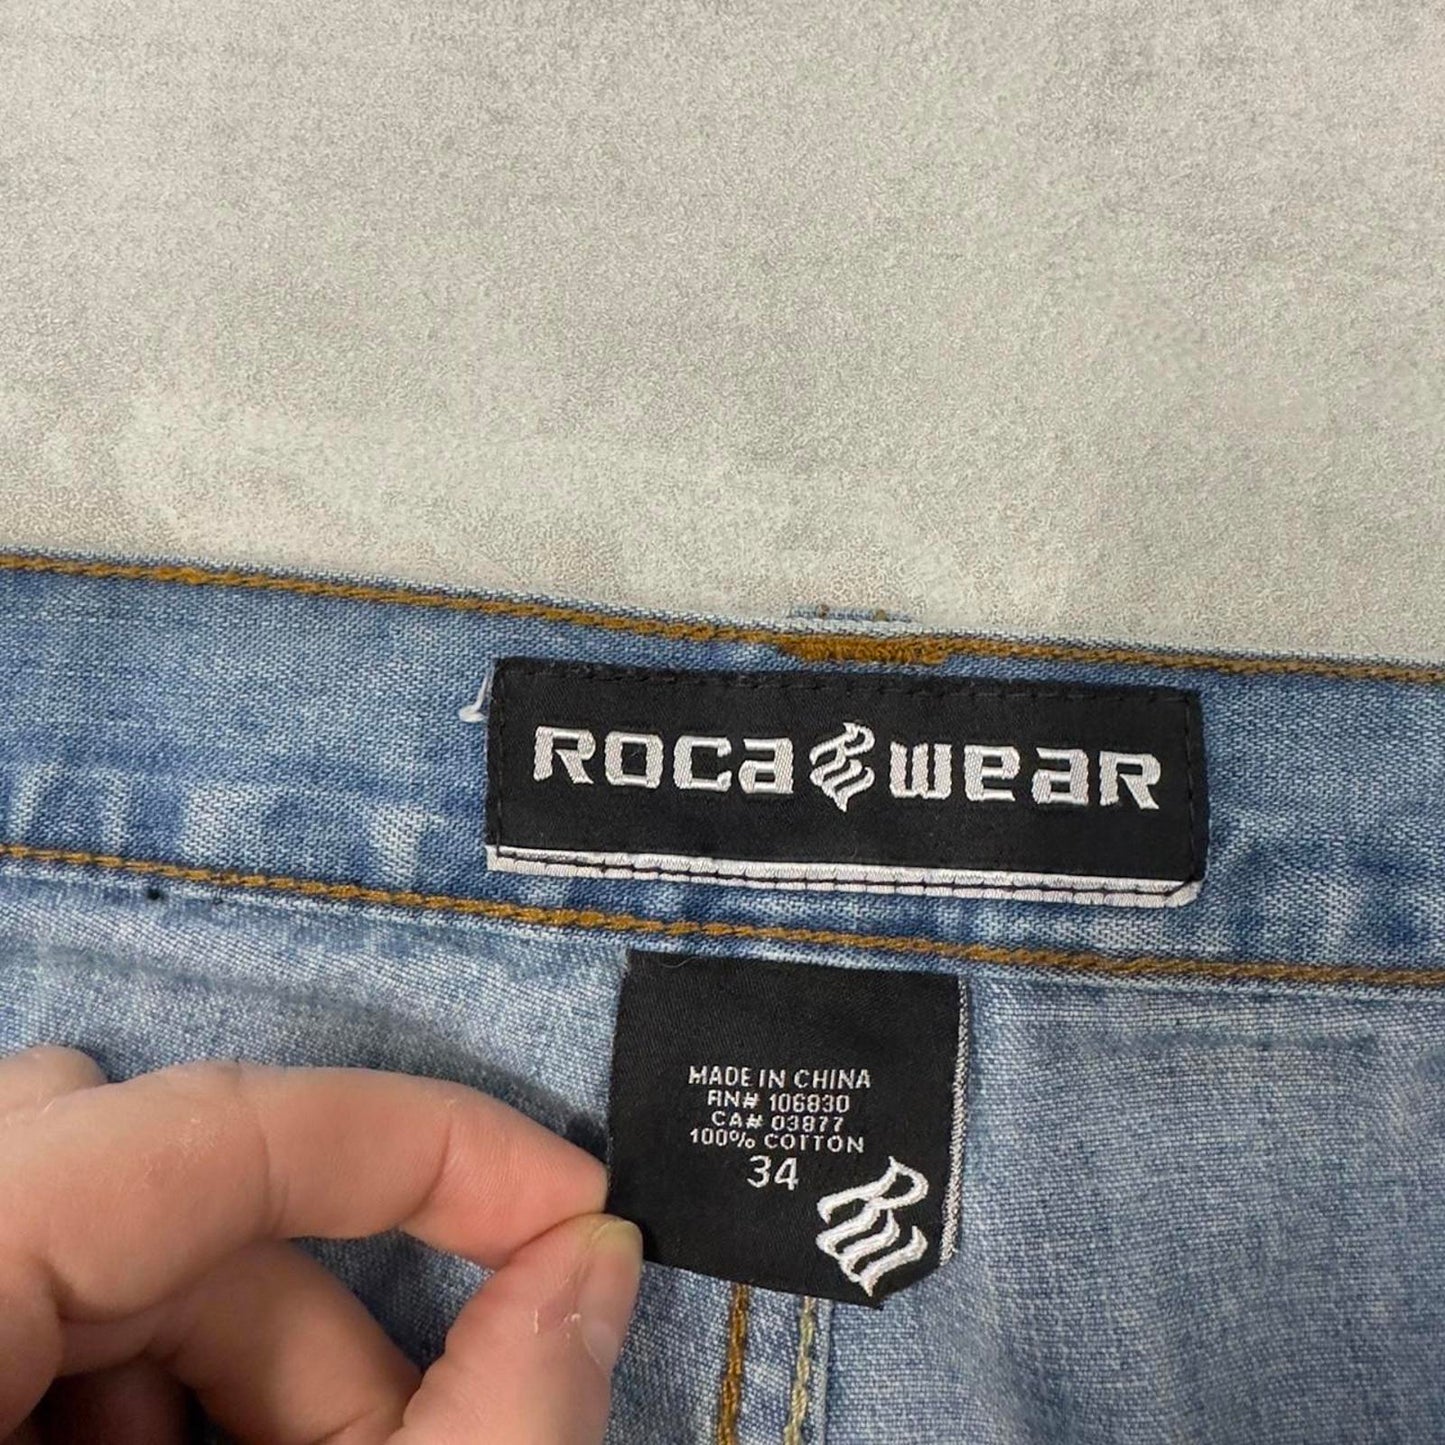 ROCA WEAR
MADE IN CHINA
RN# 106830
CA# 03877
100% COTTON
34
R